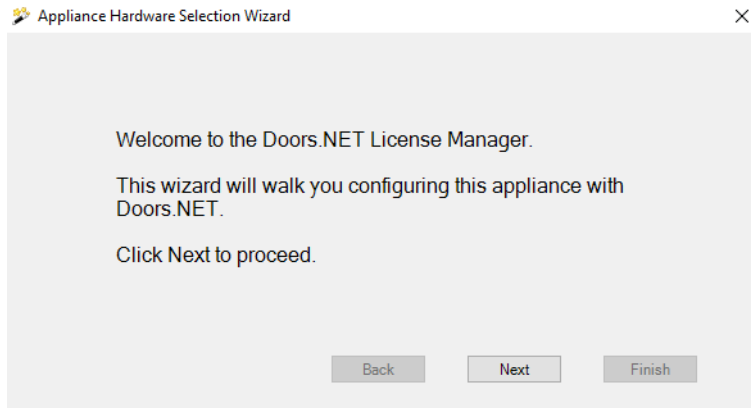 Appliance Hardware Selection Wizard
Welcome to the Doors.NET License Manager.
This wizard will walk you configuring this appliance with
Doors.NET.
Click Next to proceed.
Back
Next
Finish